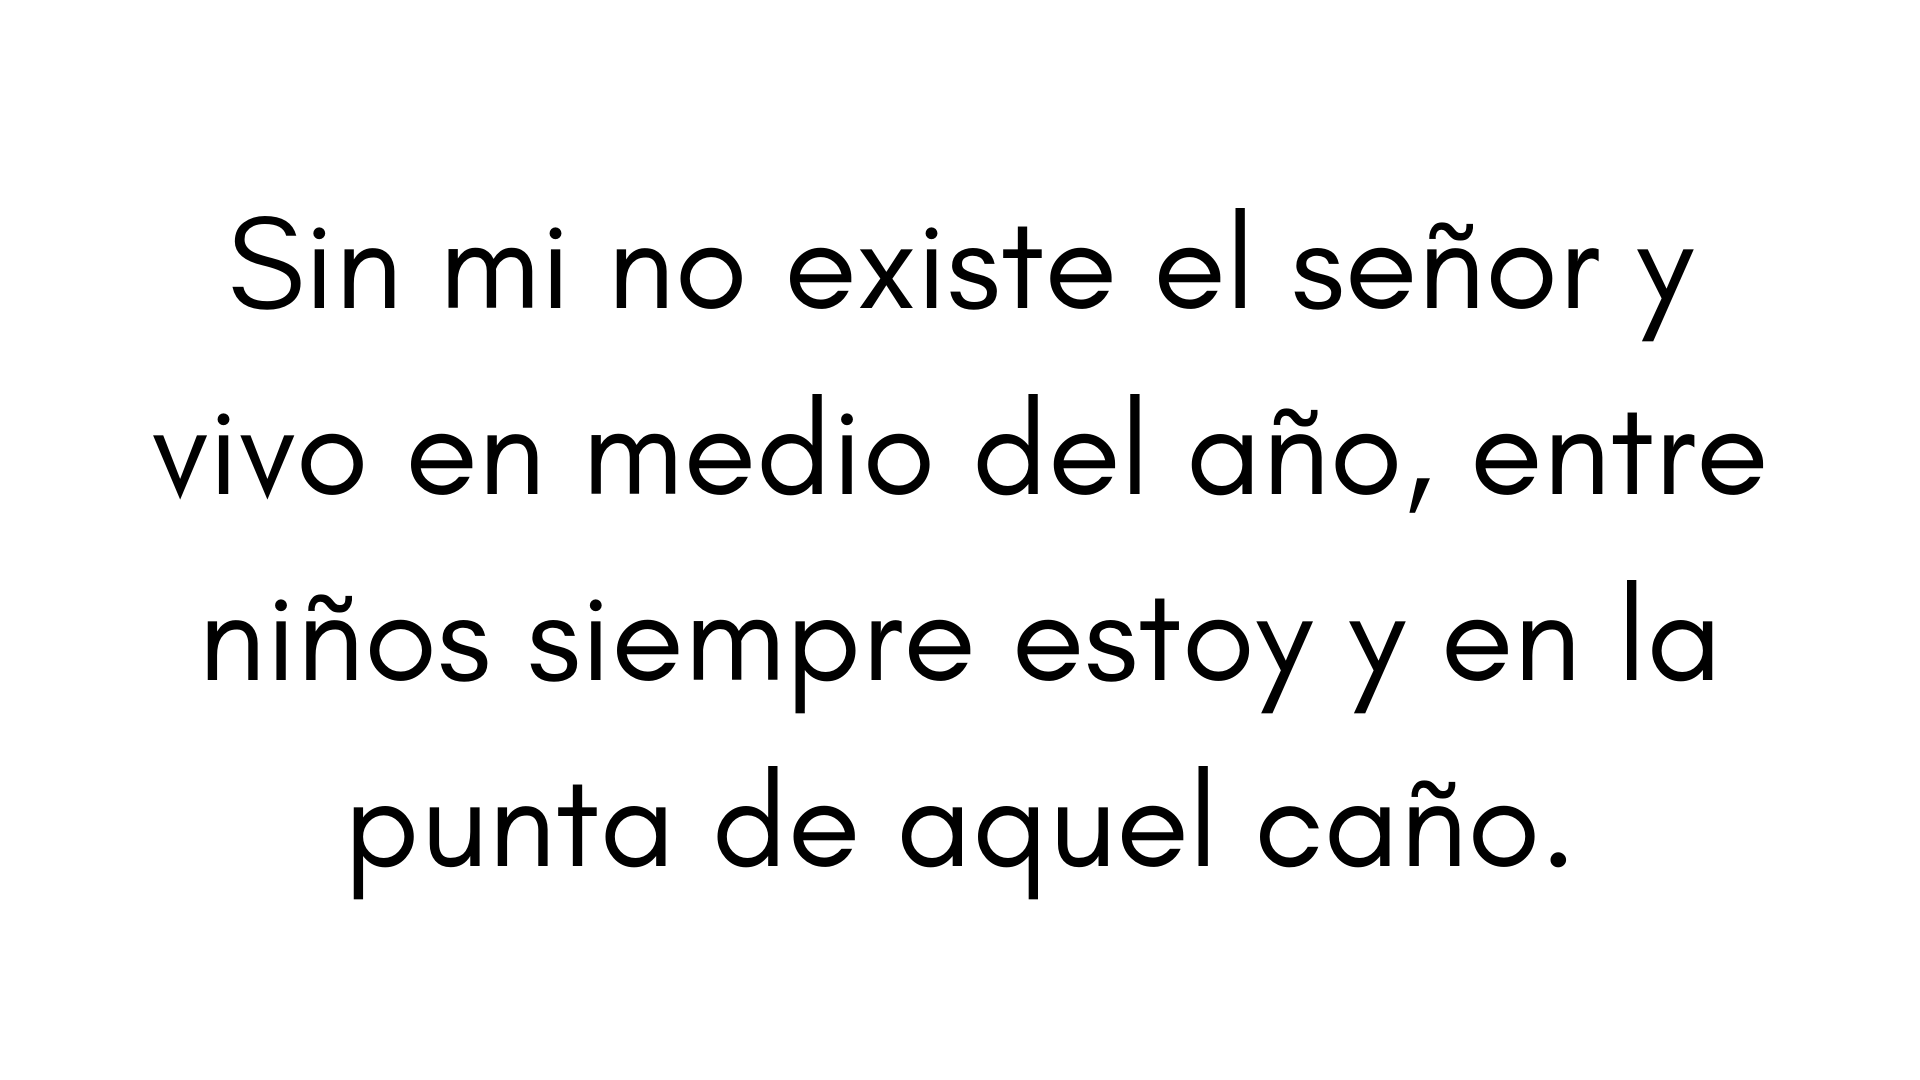 Sin mi no existe el señor y
vivo en medio del año, entre
niños siempre estoy y en la
punta de aquel caño.